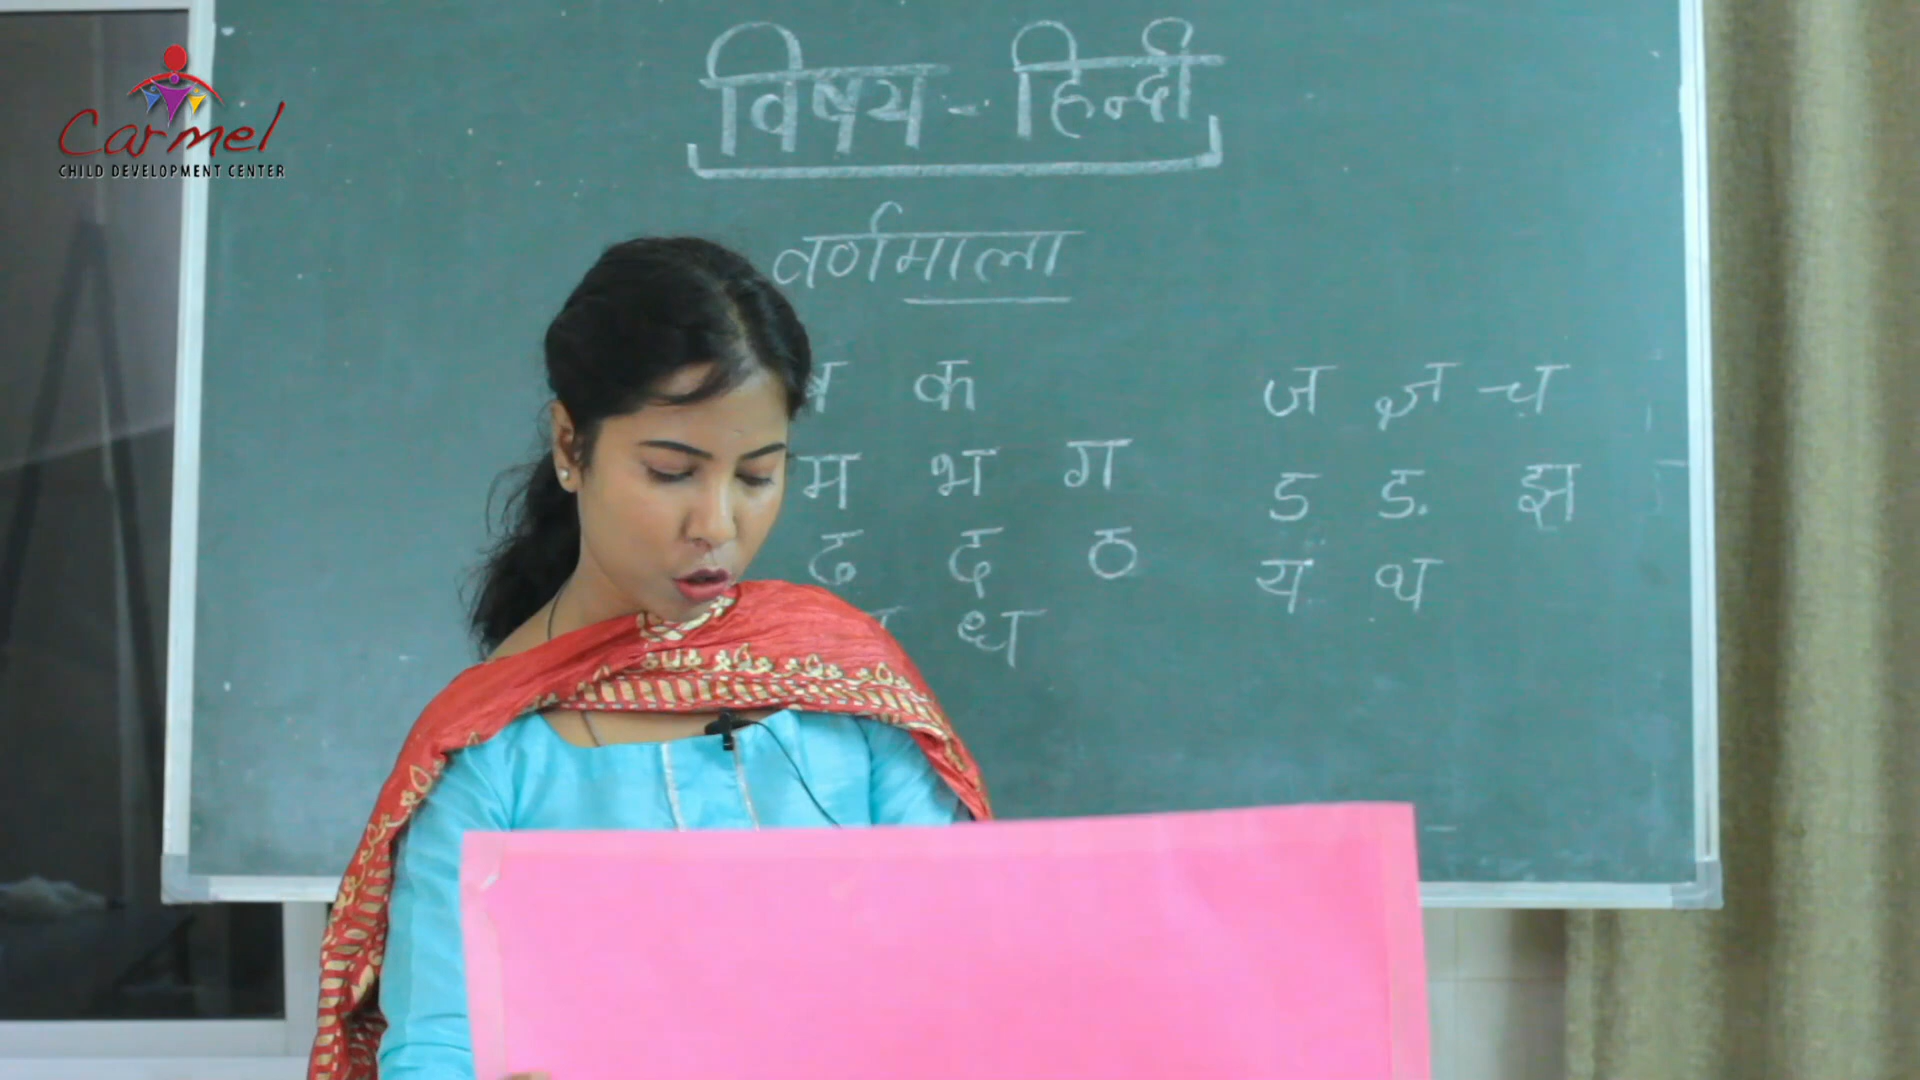 Carmel
CHILD DEVELOPMENT CENTER
विषय - हिन्दी
वर्णमाला
क ज ज़ च
म भ ग ड ड. झ
ढ द ठ य थ
ध